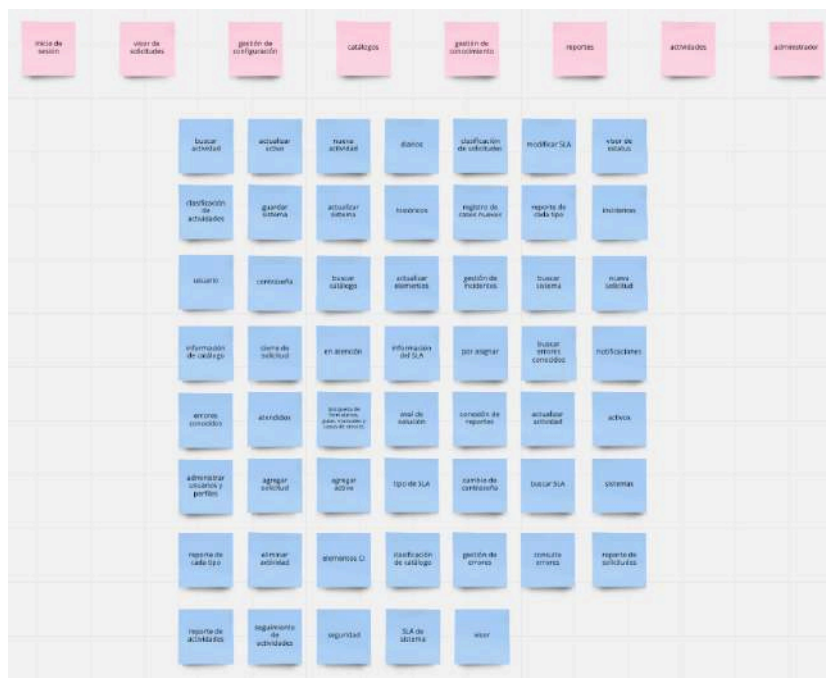 inicio de
sesión
visor de
solicitudes
gestión de
configuración
catálogos
gestión de
conocimiento
reportes
actividades
administrador
buscar
actividad
actualizar
activo
nueva
actividad
diarios
clasificación
de solicitudes
modificar SLA
visor de
estatus
clasificación
de
actividades
guardar
sistema
actualizar
sistema
históricos
registro de
casos nuevos
reporte de
cada tipo
incidentes
usuario
contraseña
buscar
catálogo
actualizar
elementos
gestión de
incidentes
buscar
sistema
nueva
solicitud
información
de catálogo
cierre de
solicitud
en atención
información
del SLA
por asignar
buscar
errores
conocidos
notificaciones
errores
conocidos
atendidos
búsqueda de
formularios,
guías, manuales y
aval de
solución
conexión de
reportes
actualizar
actividad
activos
administrar
usuarios y
perfiles
agregar
solicitud
agregar
activo
tipo de SLA
cambio de
contraseña
buscar SLA
sistemas
reporte de
cada tipo
eliminar
actividad
elementos CI
clasificación
de catálogo
gestión de
errores
consulta
errores
reporte de
solicitudes
reporte de
actividades
seguimiento
de
actividades
seguridad
SLA de
sistema
visor